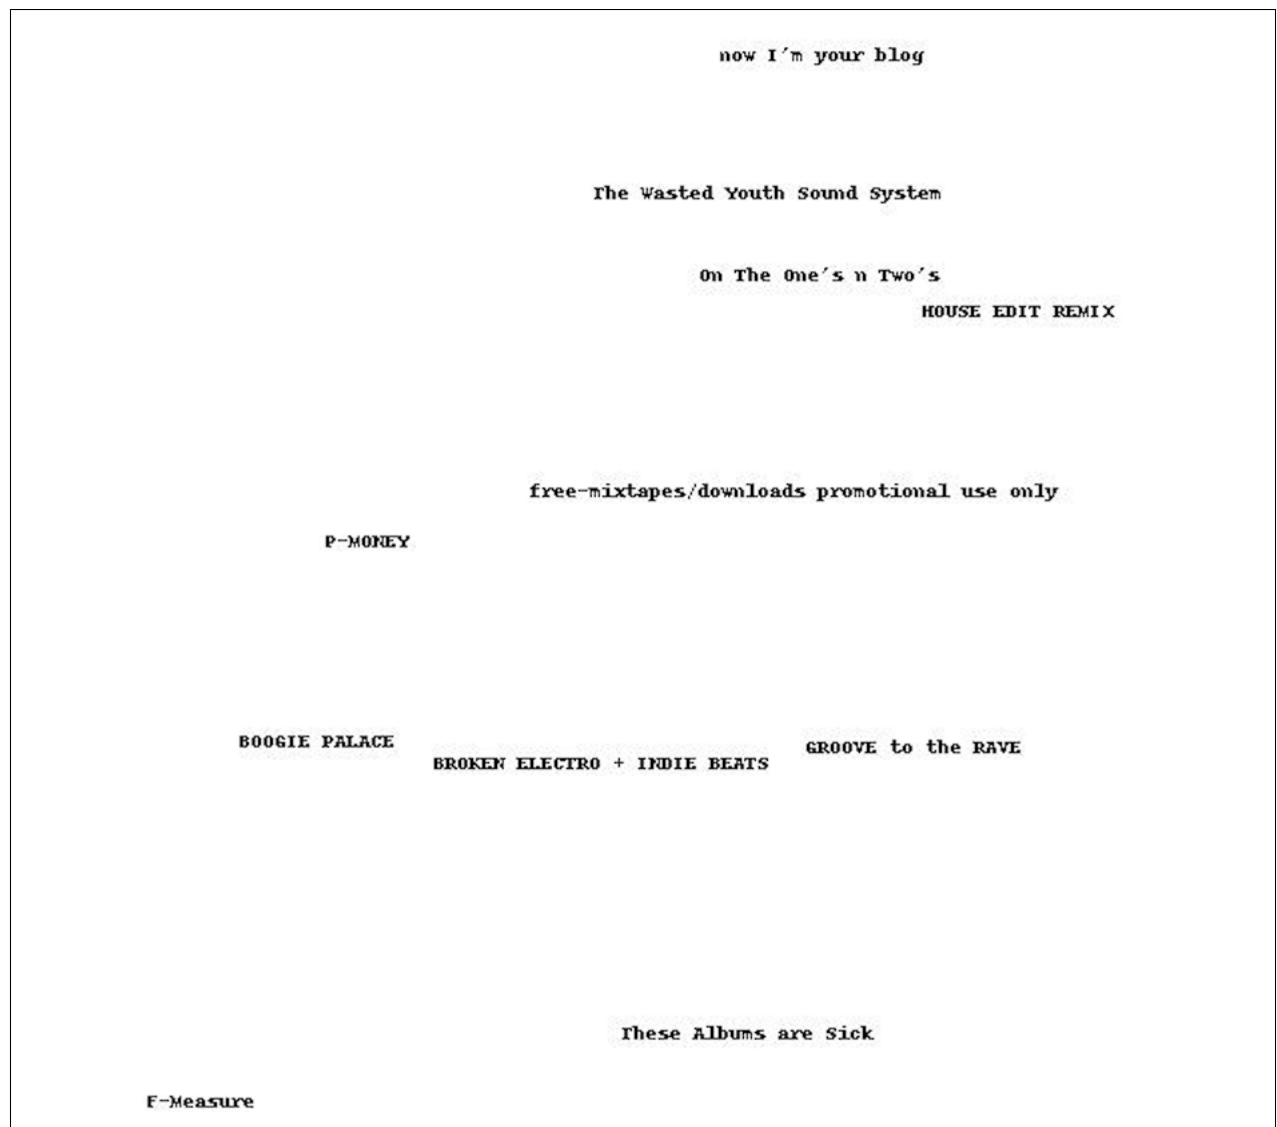 now I´m your blog
The Wasted Youth Sound System
On The One´s n Two´s
HOUSE EDIT REMIX
free-mixtapes/downloads promotional use only
P-MONEY
BOOGIE PALACE
BROKEN ELECTRO + INDIE BEATS
GROOVE to the RAVE
These Albums are Sick
F-Measure